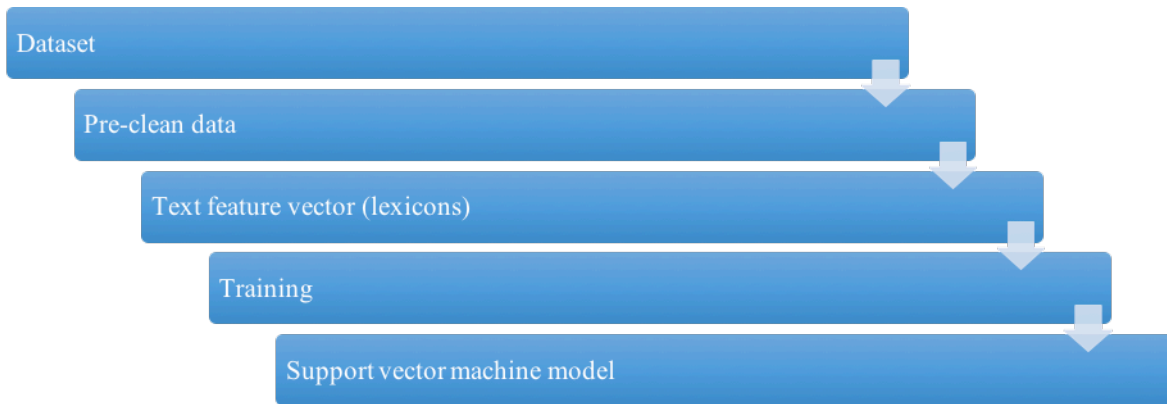 Dataset
Pre-clean data
Text feature vector (lexicons)
Training
Support vector machine model